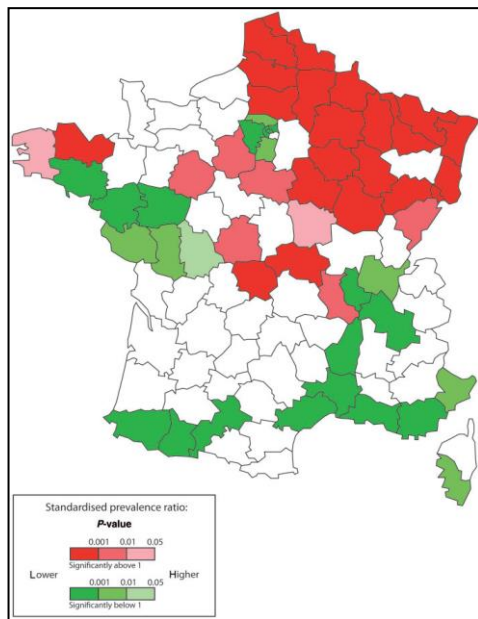 Standardised prevalence ratio:
P-value
0.001 0.01 0.05
Significantly above 1
Lower Higher
0.001 0.01 0.05
Significantly below 1